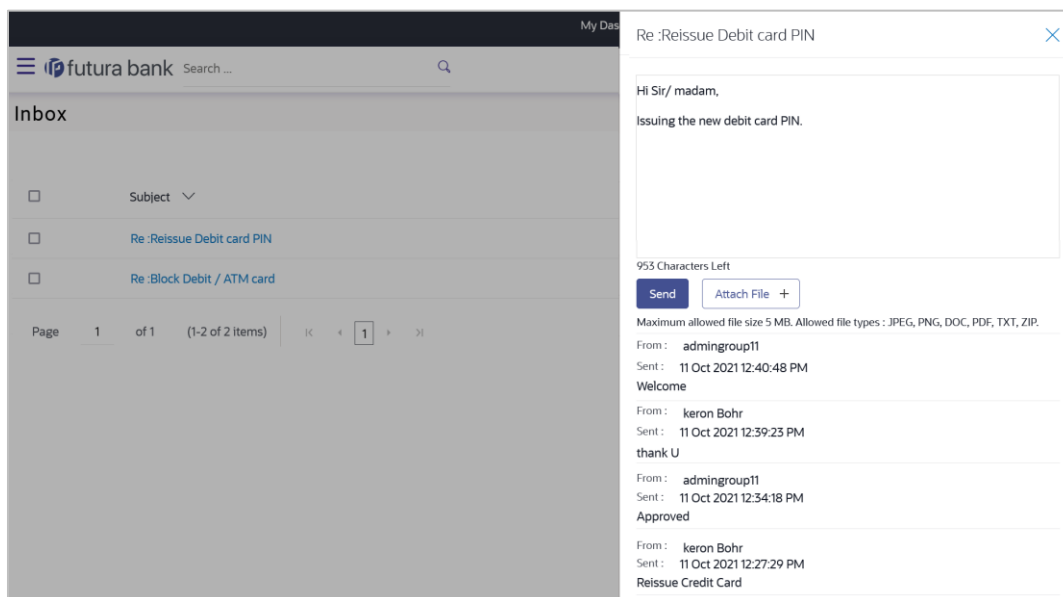 My Das
futura bank Search ...
Inbox
Subject
Re :Reissue Debit card PIN
Re :Block Debit / ATM card
Page 1 of 1 (1-2 of 2 items) 1
Re :Reissue Debit card PIN
Hi Sir/ madam,
Issuing the new debit card PIN.
953 Characters Left
Send Attach File +
Maximum allowed file size 5 MB. Allowed file types : JPEG, PNG, DOC, PDF, TXT, ZIP.
From : admingroup11
Sent : 11 Oct 2021 12:40:48 PM
Welcome
From : keron Bohr
Sent : 11 Oct 2021 12:39:23 PM
thank U
From : admingroup11
Sent : 11 Oct 2021 12:34:18 PM
Approved
From : keron Bohr
Sent : 11 Oct 2021 12:27:29 PM
Reissue Credit Card